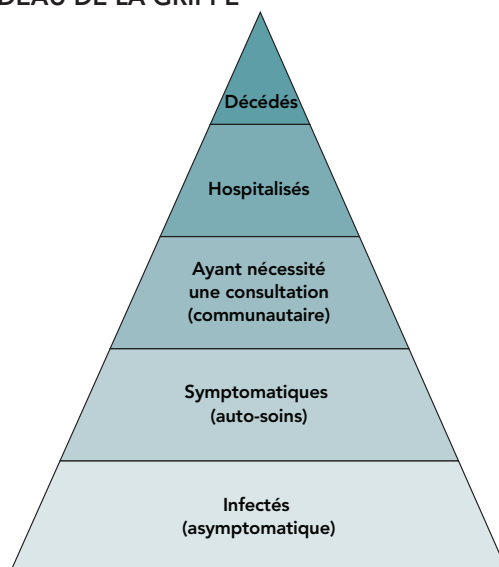 DEAU DE LA GRIPPE
Décédés
Hospitalisés
Ayant nécessité
une consultation
(communautaire)
Symptomatiques
(auto-soins)
Infectés
(asymptomatique)